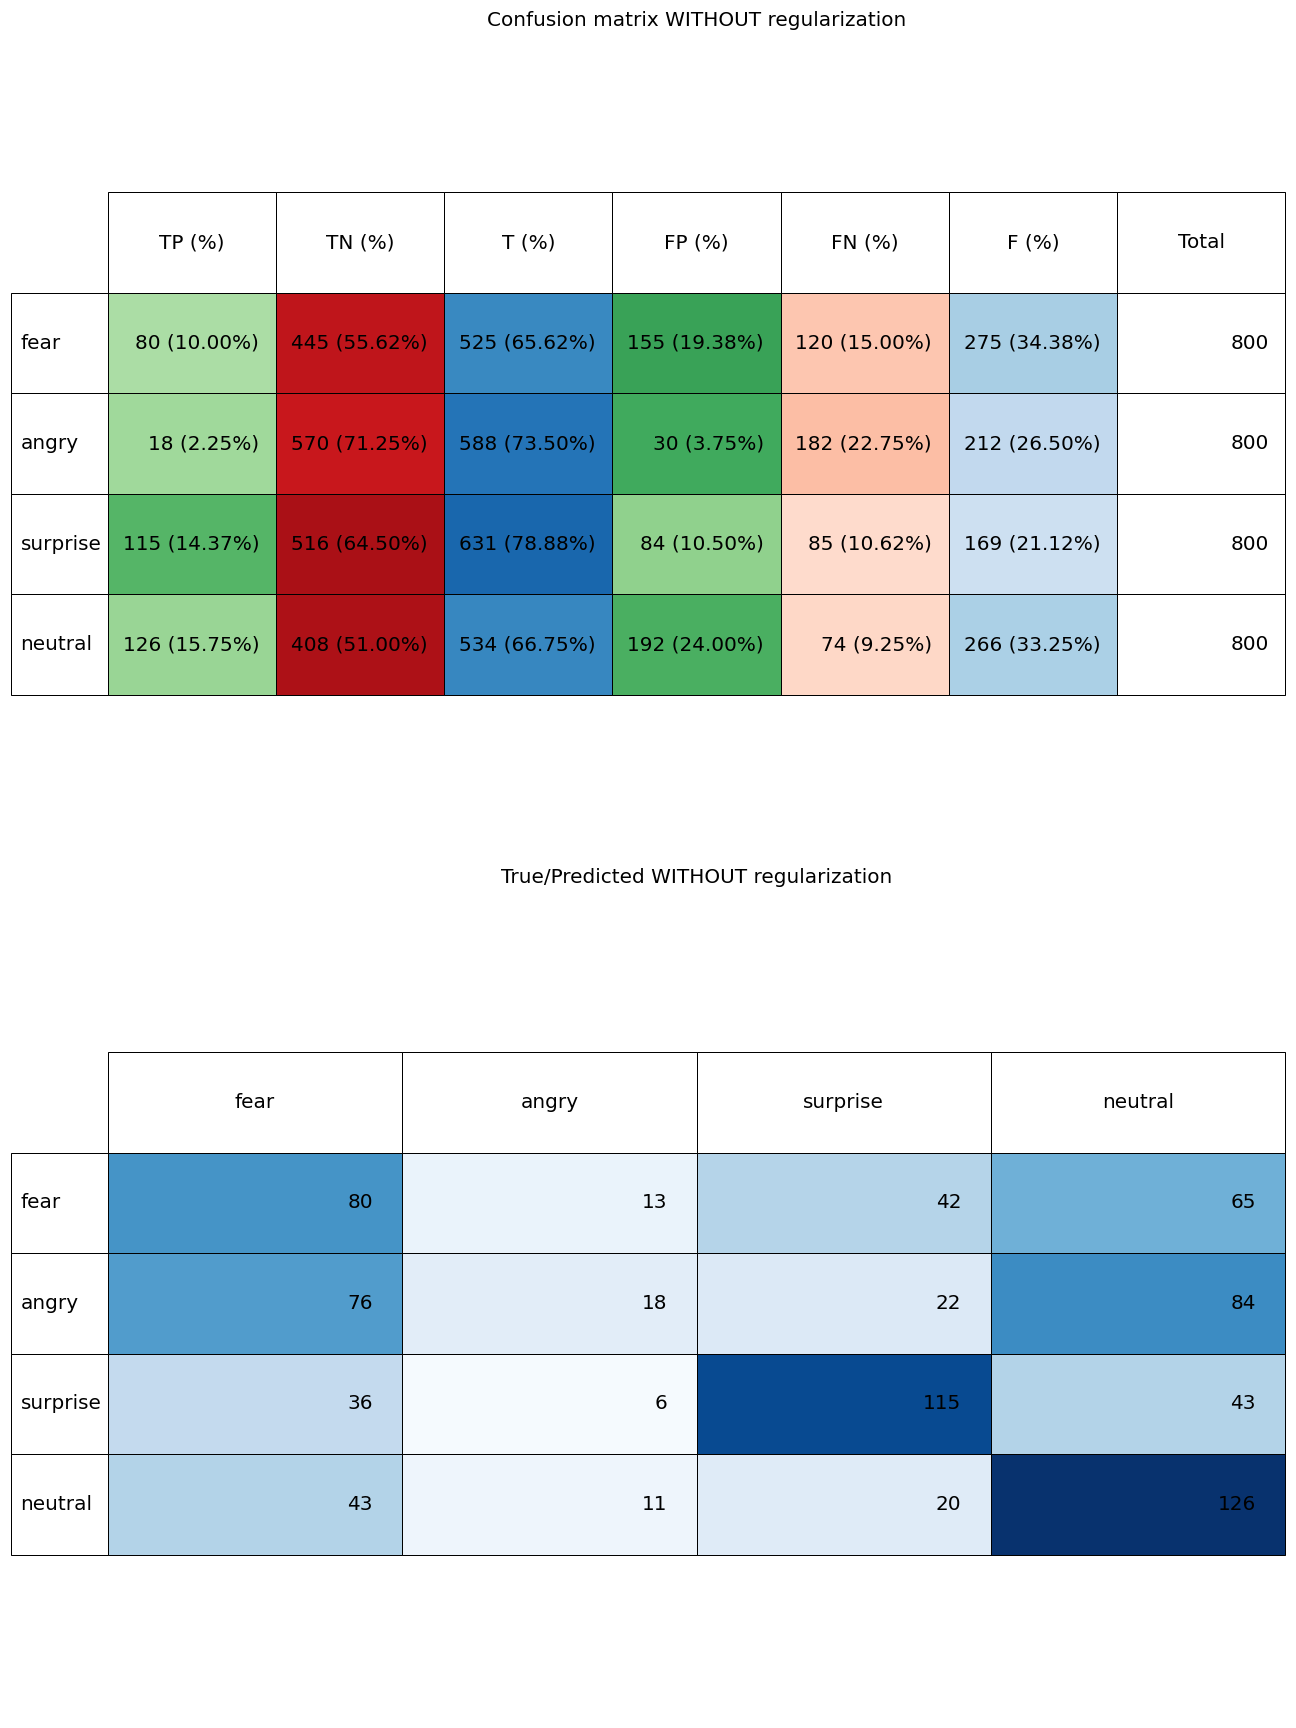 Confusion matrix WITHOUT regularization
TP (%) TN (%) T (%) FP (%) FN (%) F (%) Total
fear 80 (10.00%) 445 (55.62%) 525 (65.62%) 155 (19.38%) 120 (15.00%) 275 (34.38%) 800
angry 18 (2.25%) 570 (71.25%) 588 (73.50%) 30 (3.75%) 182 (22.75%) 212 (26.50%) 800
surprise 115 (14.37%) 516 (64.50%) 631 (78.88%) 84 (10.50%) 85 (10.62%) 169 (21.12%) 800
neutral 126 (15.75%) 408 (51.00%) 534 (66.75%) 192 (24.00%) 74 (9.25%) 266 (33.25%) 800
True/Predicted WITHOUT regularization
fear angry surprise neutral
fear 80 13 42 65
angry 76 18 22 84
surprise 36 6 115 43
neutral 43 11 20 126